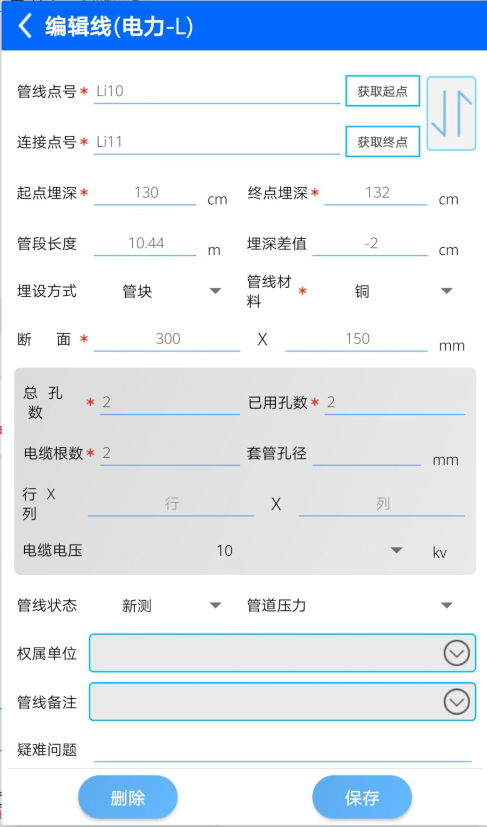 编辑线(电力-L)
管线点号* Li10 获取起点
连接点号* Li11 获取终点
起点埋深* 130 cm 终点埋深* 132 cm
管段长度 10.44 m 埋深差值 -2 cm
埋设方式 管块 管线材料* 铜
断 面* 300 X 150 mm
总孔数* 2 已用孔数* 2
电缆根数* 2 套管孔径 mm
行X列 行 X 列
电缆电压 10 kv
管线状态 新测 管道压力
权属单位
管线备注
疑难问题
删除 保存